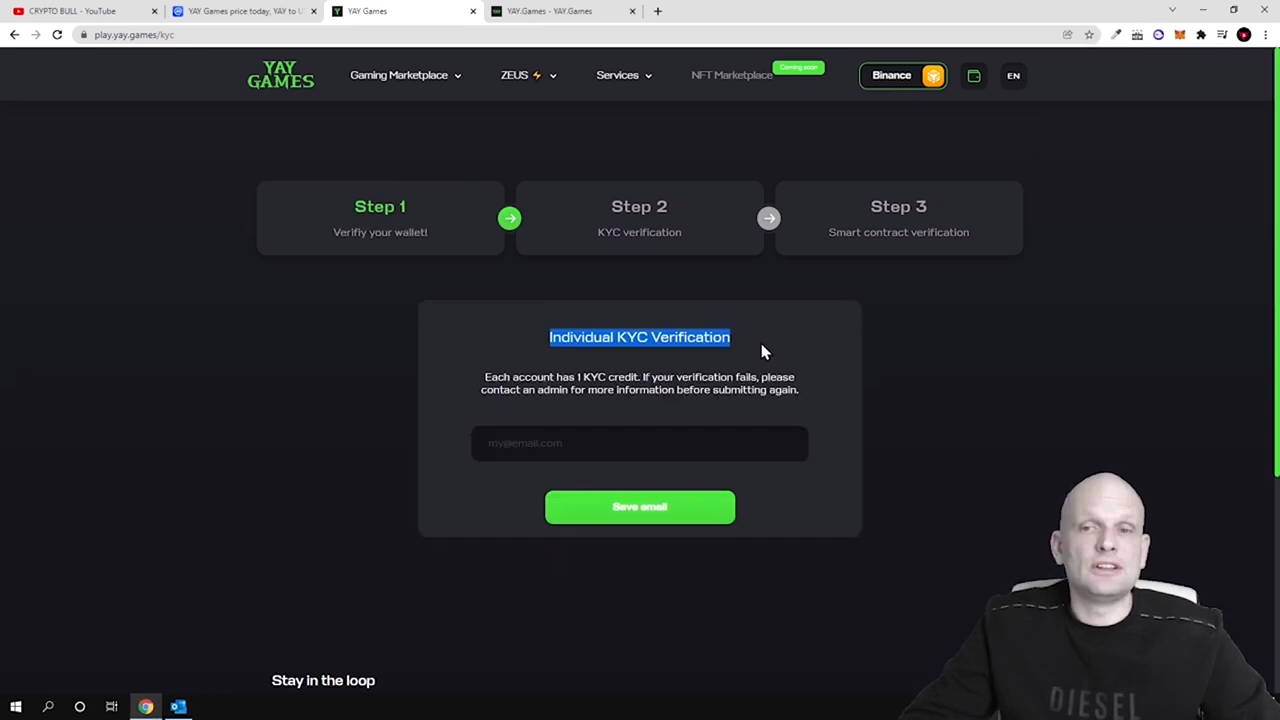 CRYPTO BULL - YouTube
YAY Games price today, YAY to U
YAY Games
YAY.Games - YAY.Games
play.yay.games/kyc
YAY
GAMES
Gaming Marketplace
ZEUS
Services
NFT Marketplace
Coming soon
Binance
EN
Step 1
Verifiy your wallet!
Step 2
KYC verification
Step 3
Smart contract verification
Individual KYC Verification
Each account has 1 KYC credit. If your verification fails, please
contact an admin for more information before submitting again.
my@email.com
Save email
Stay in the loop
DIESEL